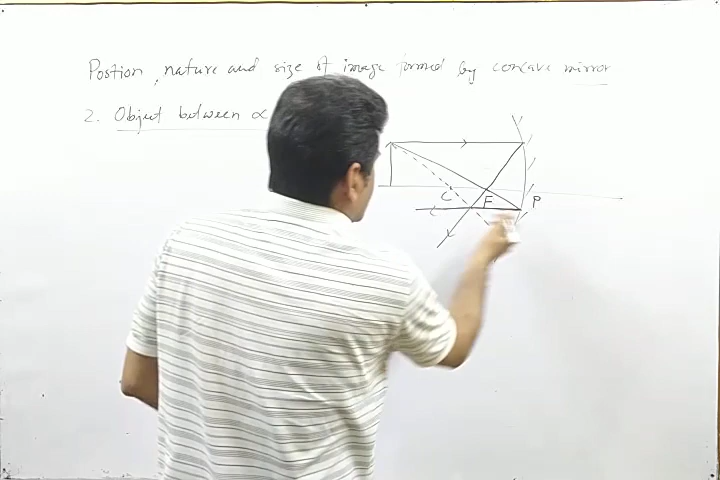 Postion, nature and size of image formed by concave mirror
2. Object between ∝
C F P